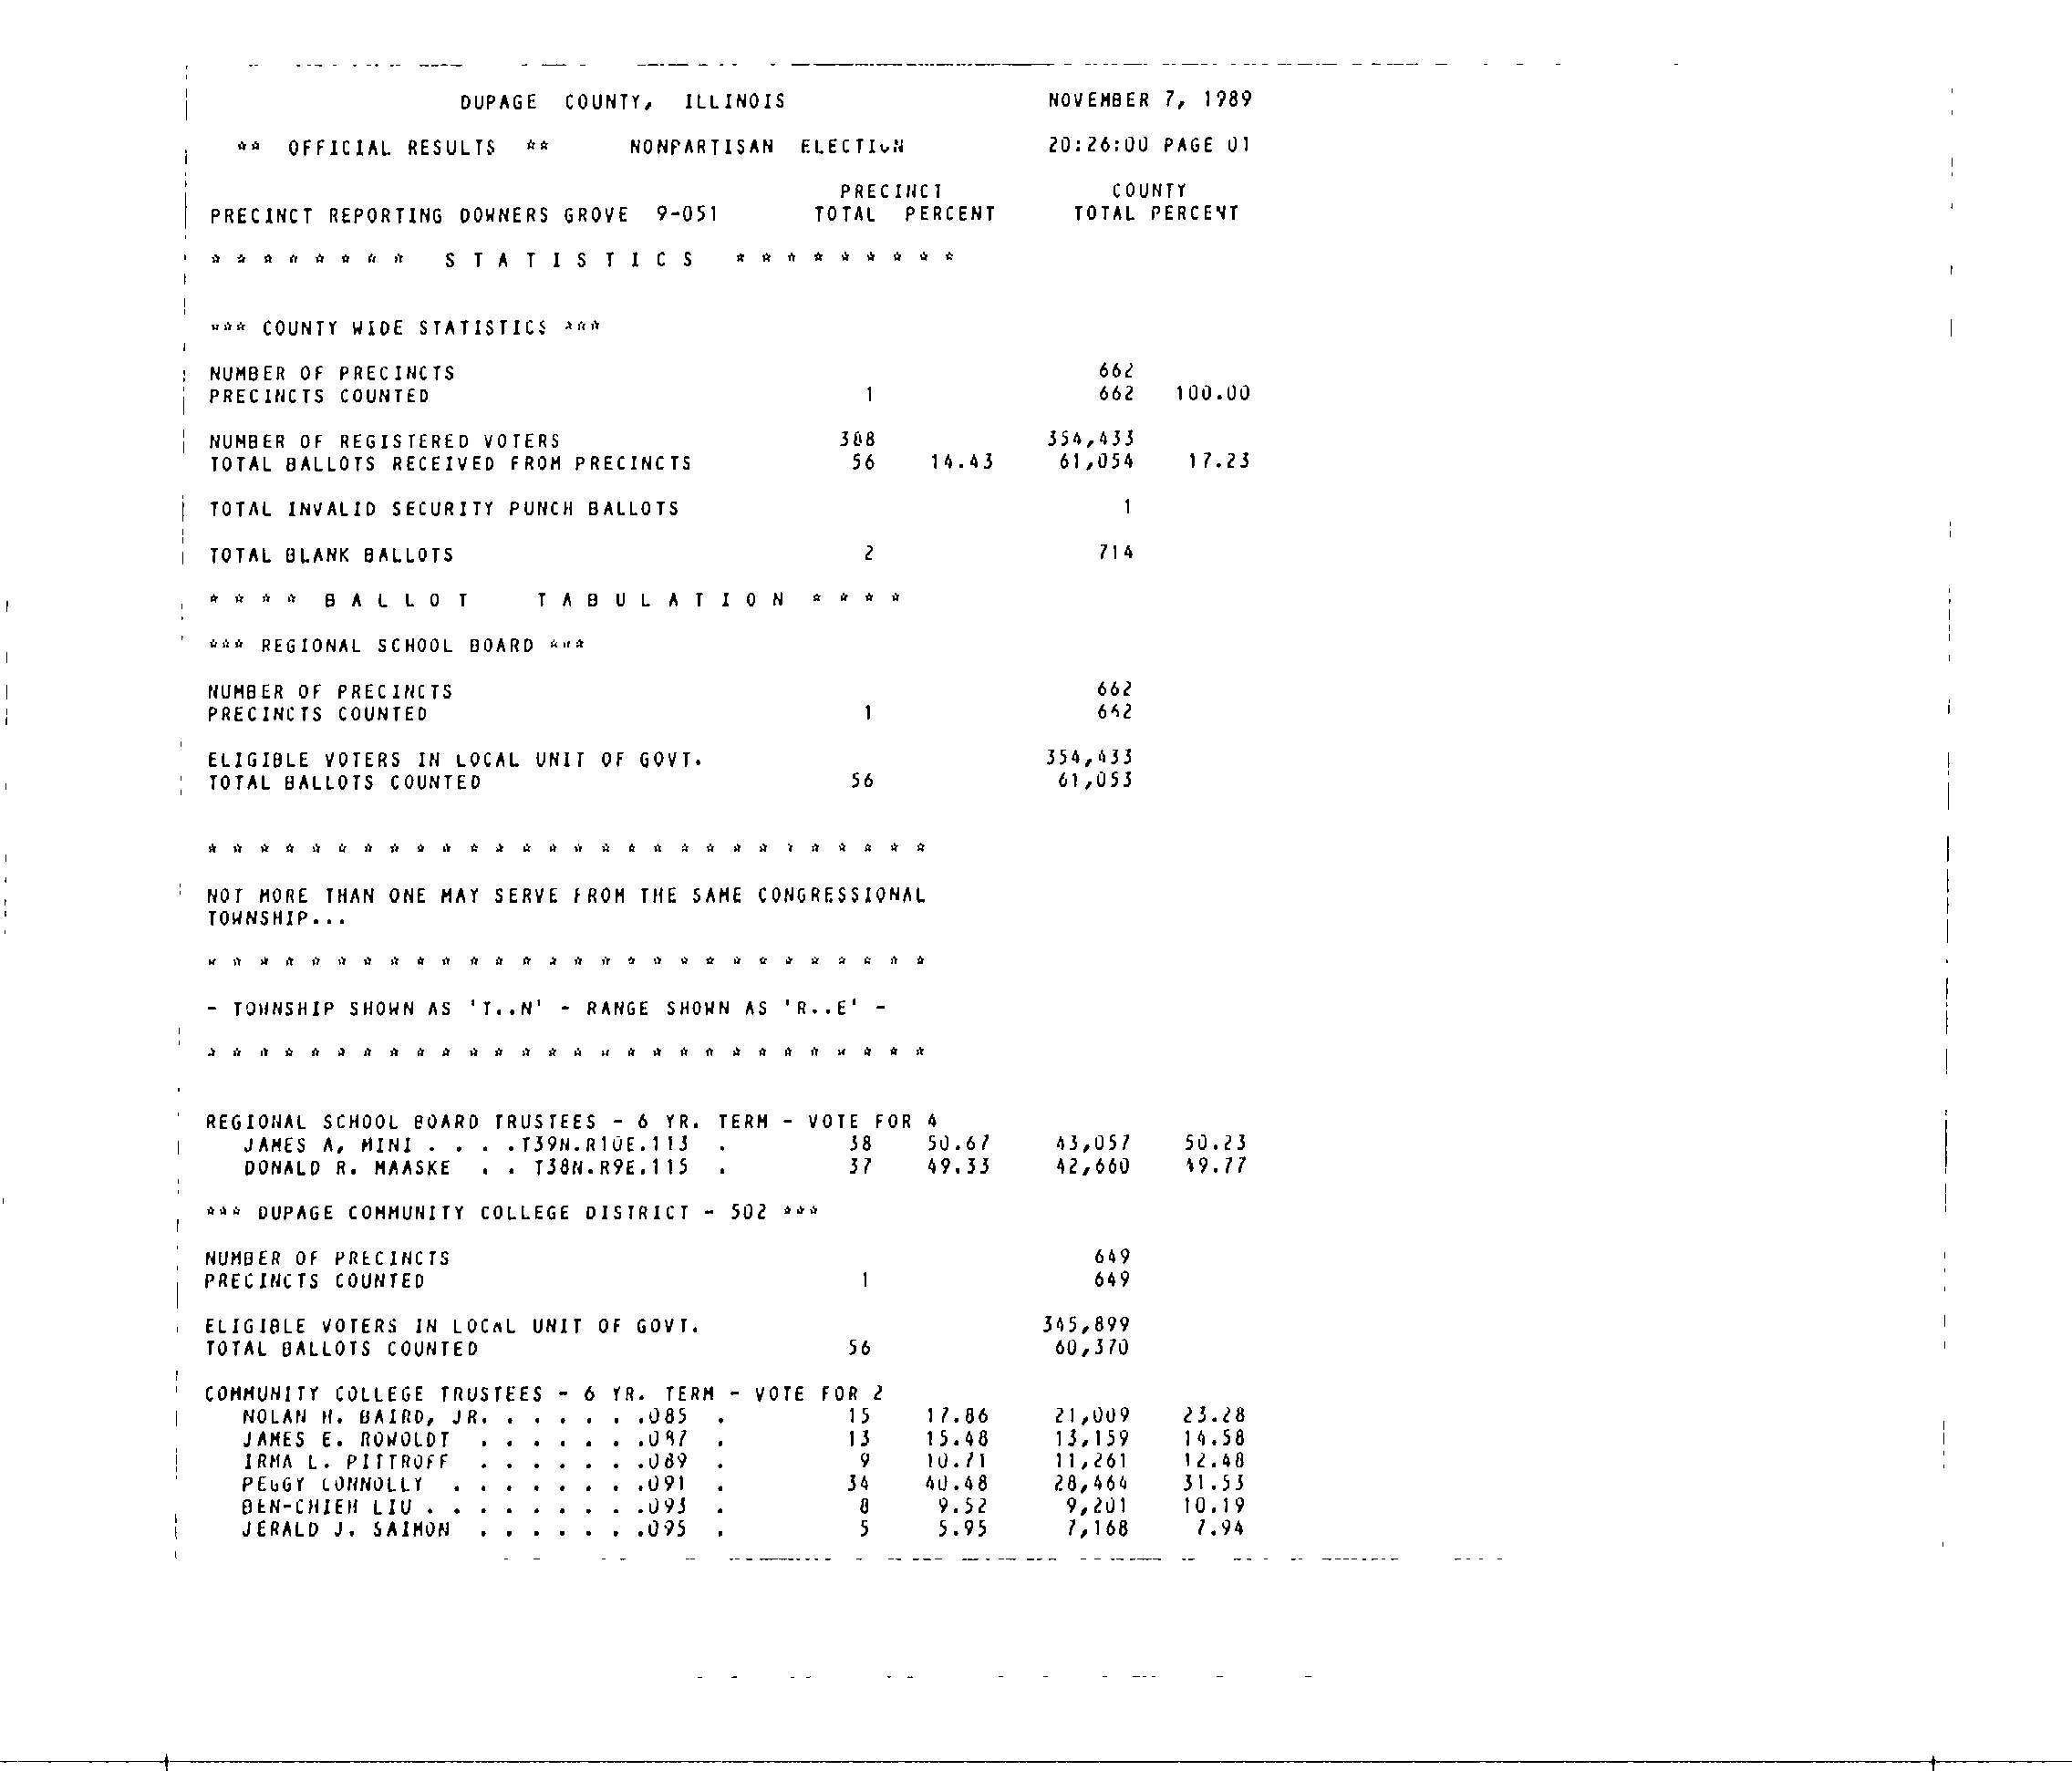 DUPAGE COUNTY, ILLINOIS NOVEMBER 7, 1989
** OFFICIAL RESULTS ** NONPARTISAN ELECTION 20:26:00 PAGE 01
PRECINCT COUNTY
PRECINCT REPORTING DOWNERS GROVE 9-051 TOTAL PERCENT TOTAL PERCENT
* * * * * * * * S T A T I S T I C S * * * * * * * * *
*** COUNTY WIDE STATISTICS ***
NUMBER OF PRECINCTS 662
PRECINCTS COUNTED 1 662 100.00
NUMBER OF REGISTERED VOTERS 388 354,433
TOTAL BALLOTS RECEIVED FROM PRECINCTS 56 14.43 61,054 17.23
TOTAL INVALID SECURITY PUNCH BALLOTS 1
TOTAL BLANK BALLOTS 2 714
* * * * B A L L O T T A B U L A T I O N * * * *
*** REGIONAL SCHOOL BOARD ***
NUMBER OF PRECINCTS 662
PRECINCTS COUNTED 1 662
ELIGIBLE VOTERS IN LOCAL UNIT OF GOVT. 354,433
TOTAL BALLOTS COUNTED 56 61,053
* * * * * * * * * * * * * * * * * * * * * * * * * * * *
NOT MORE THAN ONE MAY SERVE FROM THE SAME CONGRESSIONAL
TOWNSHIP...
* * * * * * * * * * * * * * * * * * * * * * * * * * * *
- TOWNSHIP SHOWN AS 'T..N' - RANGE SHOWN AS 'R..E' -
* * * * * * * * * * * * * * * * * * * * * * * * * * * *
REGIONAL SCHOOL BOARD TRUSTEES - 6 YR. TERM - VOTE FOR 4
JAMES A. MINI . . . .T39N.R10E.113 . 38 50.67 43,057 50.23
DONALD R. MAASKE . . T38N.R9E.115 . 37 49.33 42,660 49.77
*** DUPAGE COMMUNITY COLLEGE DISTRICT - 502 ***
NUMBER OF PRECINCTS 649
PRECINCTS COUNTED 1 649
ELIGIBLE VOTERS IN LOCAL UNIT OF GOVT. 345,899
TOTAL BALLOTS COUNTED 56 60,370
COMMUNITY COLLEGE TRUSTEES - 6 YR. TERM - VOTE FOR 2
NOLAN H. BAIRD, JR. . . . . . .085 . 15 17.86 21,009 23.28
JAMES E. ROWOLDT . . . . . . .087 . 13 15.48 13,159 14.58
IRMA L. PITTROFF . . . . . . .089 . 9 10.71 11,261 12.48
PEGGY CONNOLLY . . . . . . . .091 . 34 40.48 28,464 31.53
BEN-CHIEH LIU . . . . . . . . .093 . 8 9.52 9,201 10.19
JERALD J. SAIMON . . . . . . .095 . 5 5.95 7,168 7.94